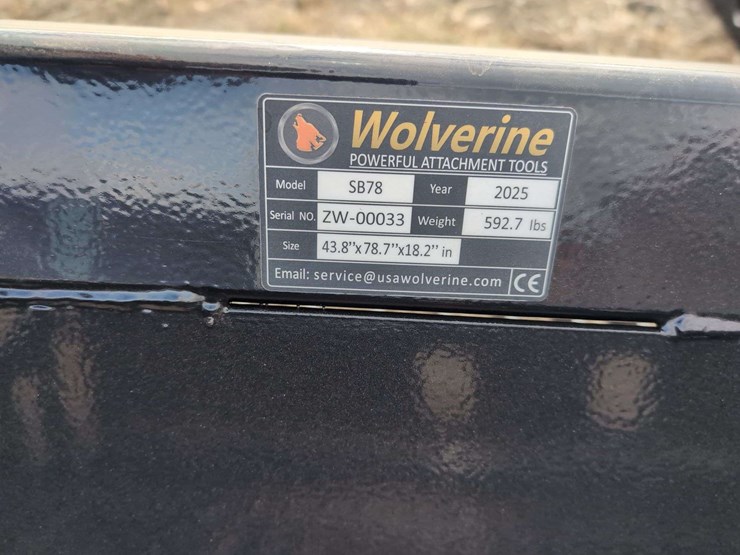 Wolverine
POWERFUL ATTACHMENT TOOLS
Model SB78 Year 2025
Serial NO. ZW-00033 Weight 592.7 lbs
Size 43.8''x78.7''x18.2'' in
Email: service@usawolverine.com CE